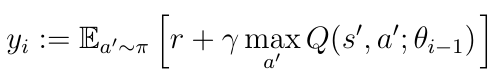 $y_i := \mathbb{E}_{a' \sim \pi} \left[ r + \gamma \max_{a'} Q(s', a'; \theta_{i-1}) \right]$